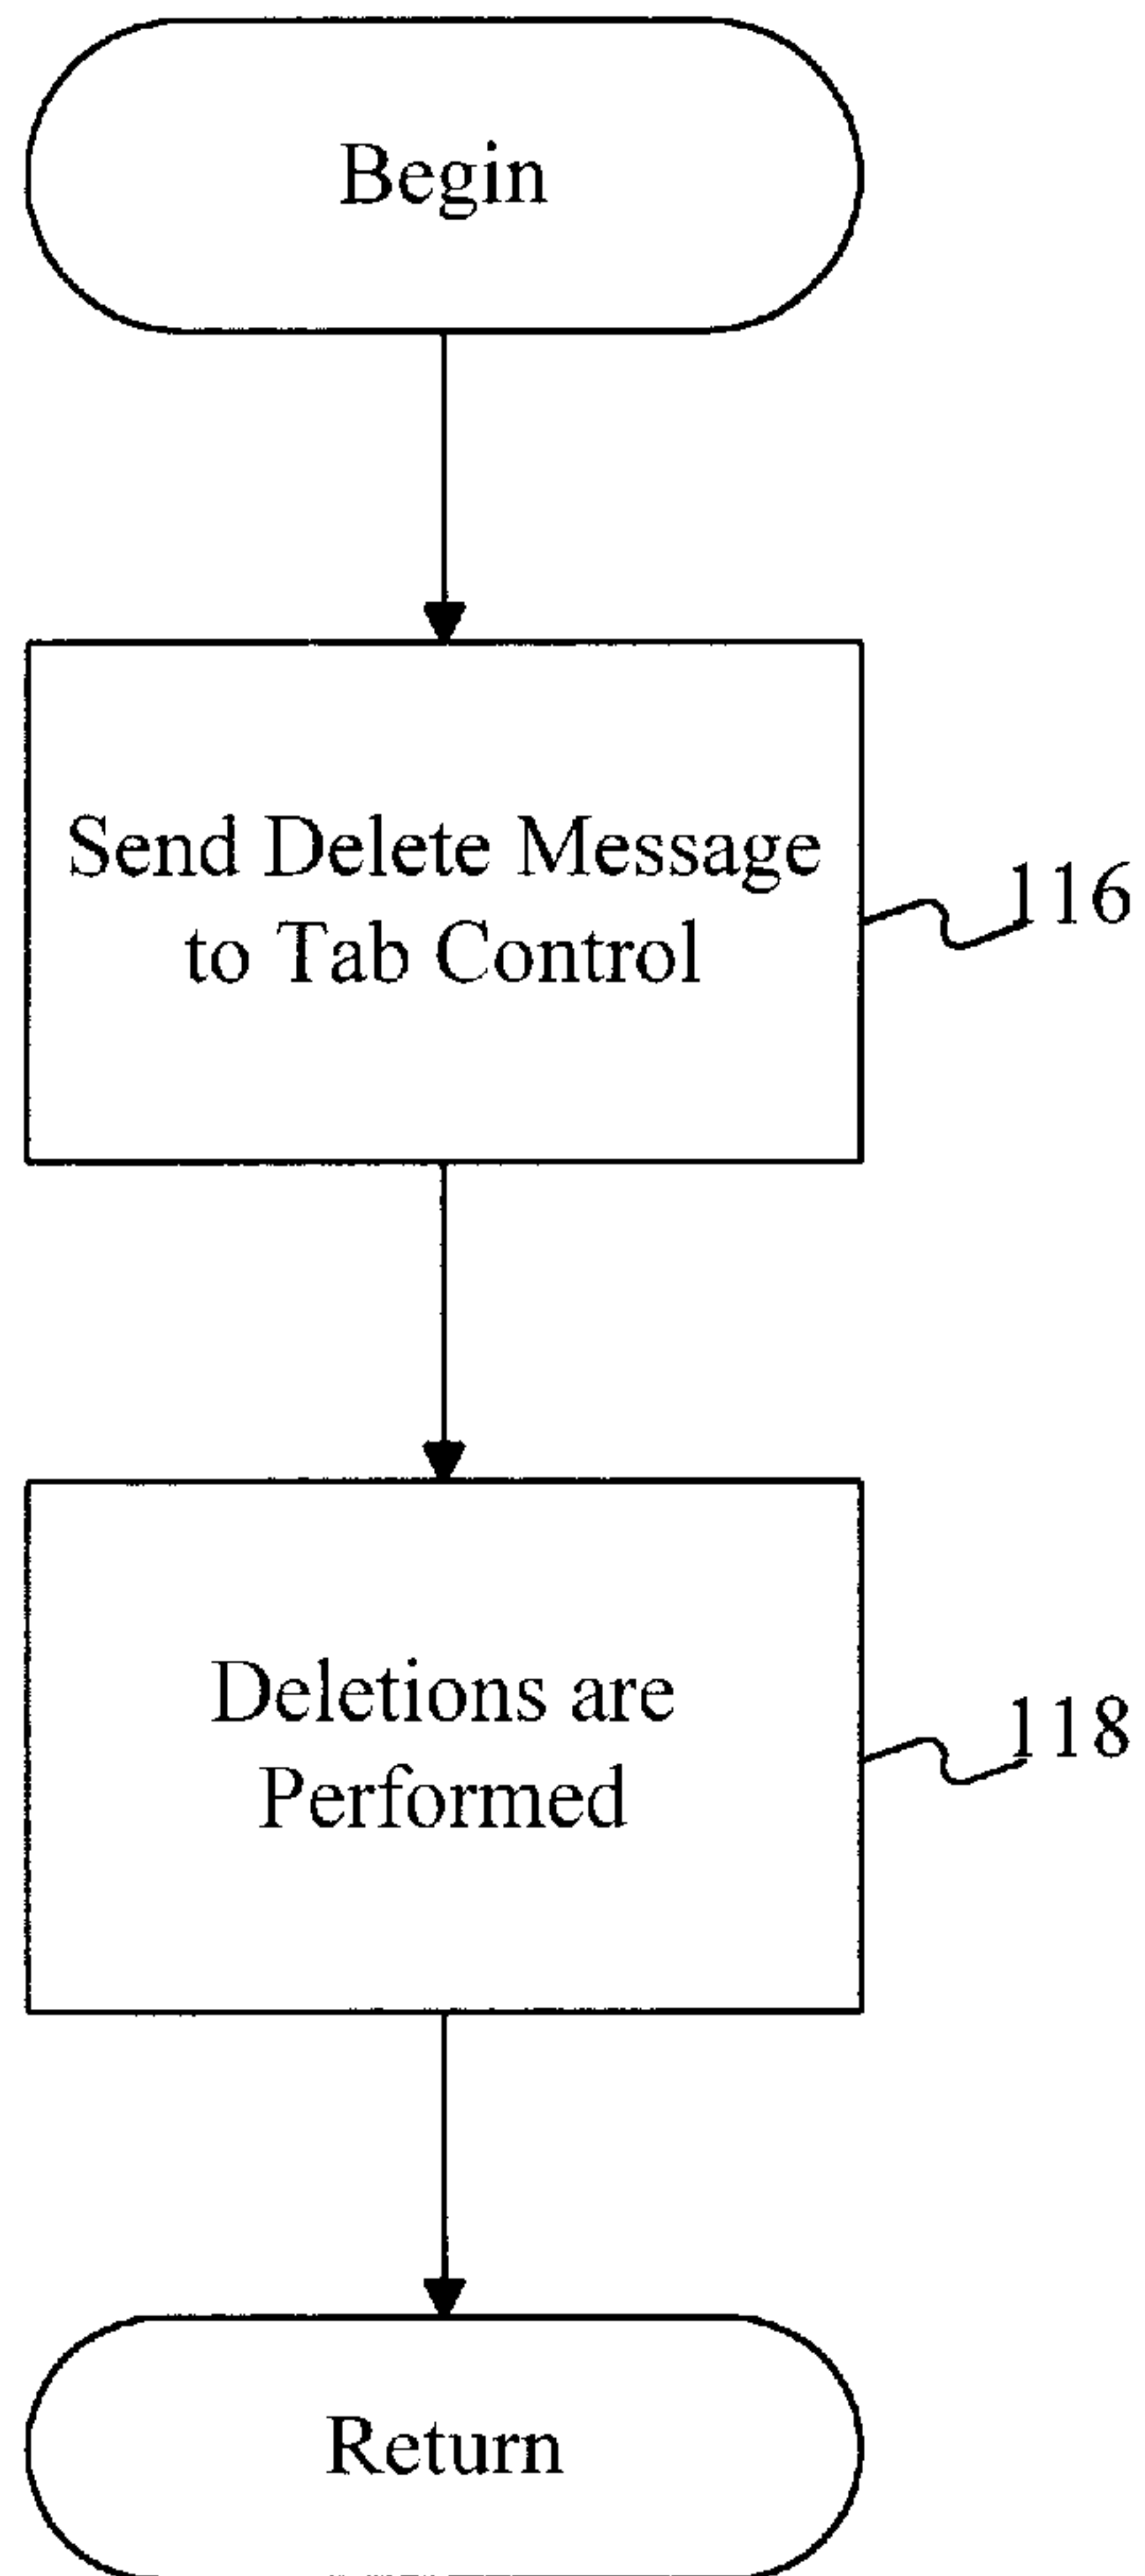 Begin
Send Delete Message
to Tab Control
116
Deletions are
Performed
118
Return